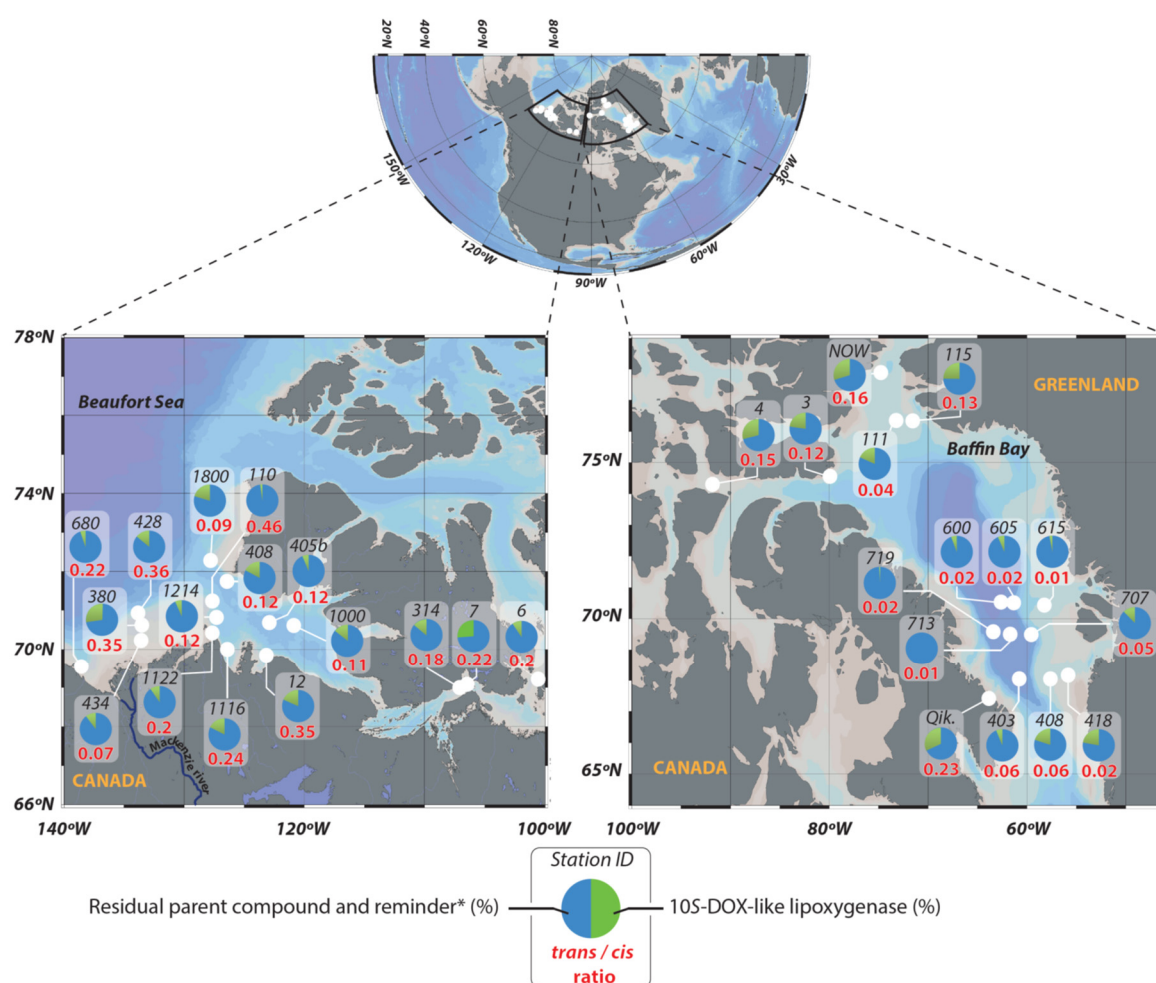 20°N
40°N
60°N
80°N
150°W
120°W
90°W
60°W
30°W
78°N
74°N
70°N
66°N
140°W
120°W
100°W
Beaufort Sea
1800
0.09
110
0.46
680
0.22
428
0.36
408
0.12
405b
0.12
380
0.35
1214
0.12
1000
0.11
314
0.18
7
0.22
6
0.2
434
0.07
1122
0.2
1116
0.24
12
0.35
Mackenzie river
CANADA
75°N
70°N
65°N
100°W
80°W
60°W
NOW
0.16
115
0.13
GREENLAND
4
0.15
3
0.12
111
0.04
Baffin Bay
600
0.02
605
0.02
615
0.01
719
0.02
713
0.01
707
0.05
Qik.
0.23
403
0.06
408
0.06
418
0.02
CANADA
Station ID
Residual parent compound and reminder* (%)
10S-DOX-like lipoxygenase (%)
trans / cis
ratio